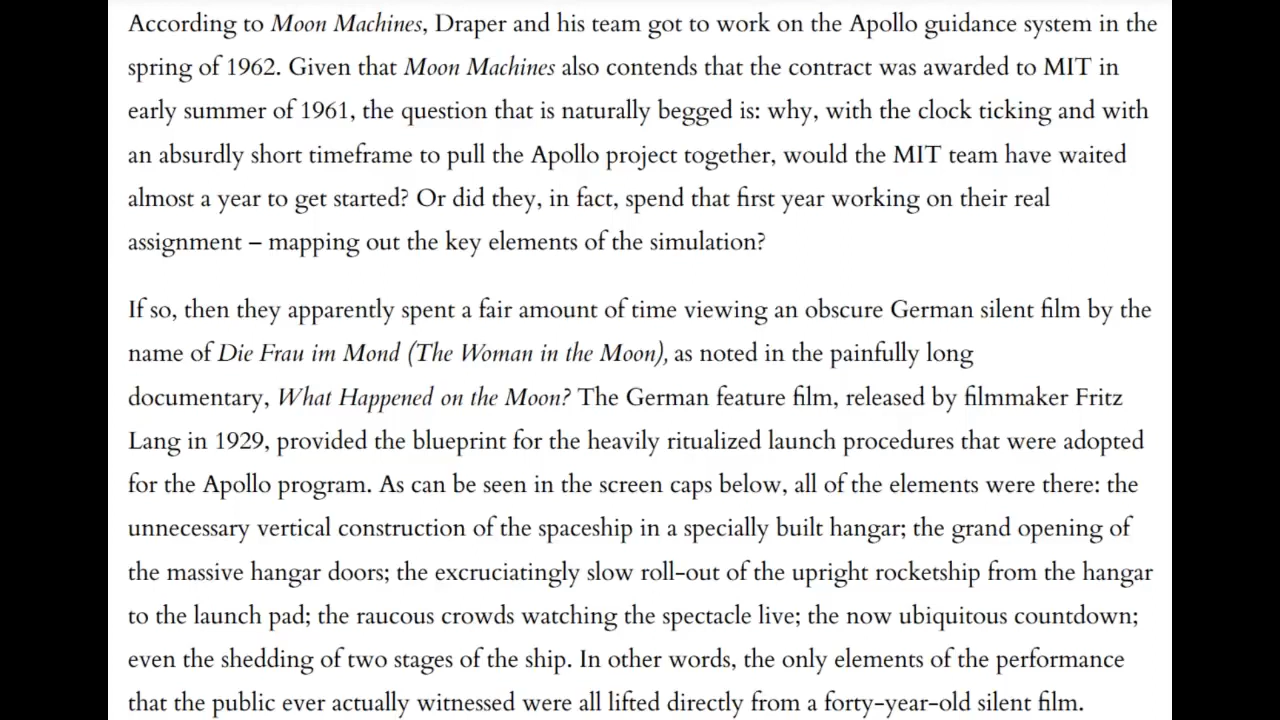 According to Moon Machines, Draper and his team got to work on the Apollo guidance system in the
spring of 1962. Given that Moon Machines also contends that the contract was awarded to MIT in
early summer of 1961, the question that is naturally begged is: why, with the clock ticking and with
an absurdly short timeframe to pull the Apollo project together, would the MIT team have waited
almost a year to get started? Or did they, in fact, spend that first year working on their real
assignment – mapping out the key elements of the simulation?
If so, then they apparently spent a fair amount of time viewing an obscure German silent film by the
name of Die Frau im Mond (The Woman in the Moon), as noted in the painfully long
documentary, What Happened on the Moon? The German feature film, released by filmmaker Fritz
Lang in 1929, provided the blueprint for the heavily ritualized launch procedures that were adopted
for the Apollo program. As can be seen in the screen caps below, all of the elements were there: the
unnecessary vertical construction of the spaceship in a specially built hangar; the grand opening of
the massive hangar doors; the excruciatingly slow roll-out of the upright rocketship from the hangar
to the launch pad; the raucous crowds watching the spectacle live; the now ubiquitous countdown;
even the shedding of two stages of the ship. In other words, the only elements of the performance
that the public ever actually witnessed were all lifted directly from a forty-year-old silent film.